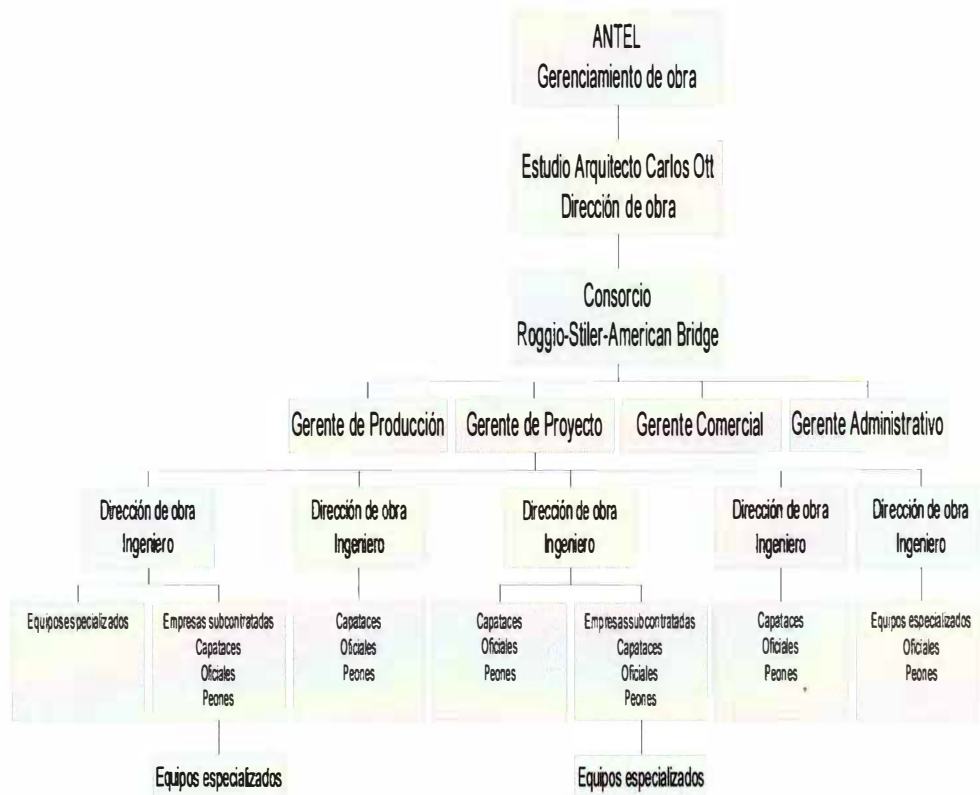 ANTEL
Gerenciamiento de obra
Estudio Arquitecto Carlos Ott
Dirección de obra
Consorcio
Roggio-Stiler-American Bridge
Gerente de Producción
Gerente de Proyecto
Gerente Comercial
Gerente Administrativo
Dirección de obra
Ingeniero
Dirección de obra
Ingeniero
Dirección de obra
Ingeniero
Dirección de obra
Ingeniero
Dirección de obra
Ingeniero
Equipos especializados
Empresas subcontratadas
Capataces
Oficiales
Peones
Capataces
Oficiales
Peones
Capataces
Oficiales
Peones
Empresas subcontratadas
Capataces
Oficiales
Peones
Capataces
Oficiales
Peones
Equipos especializados
Oficiales
Peones
Equipos especializados
Equipos especializados